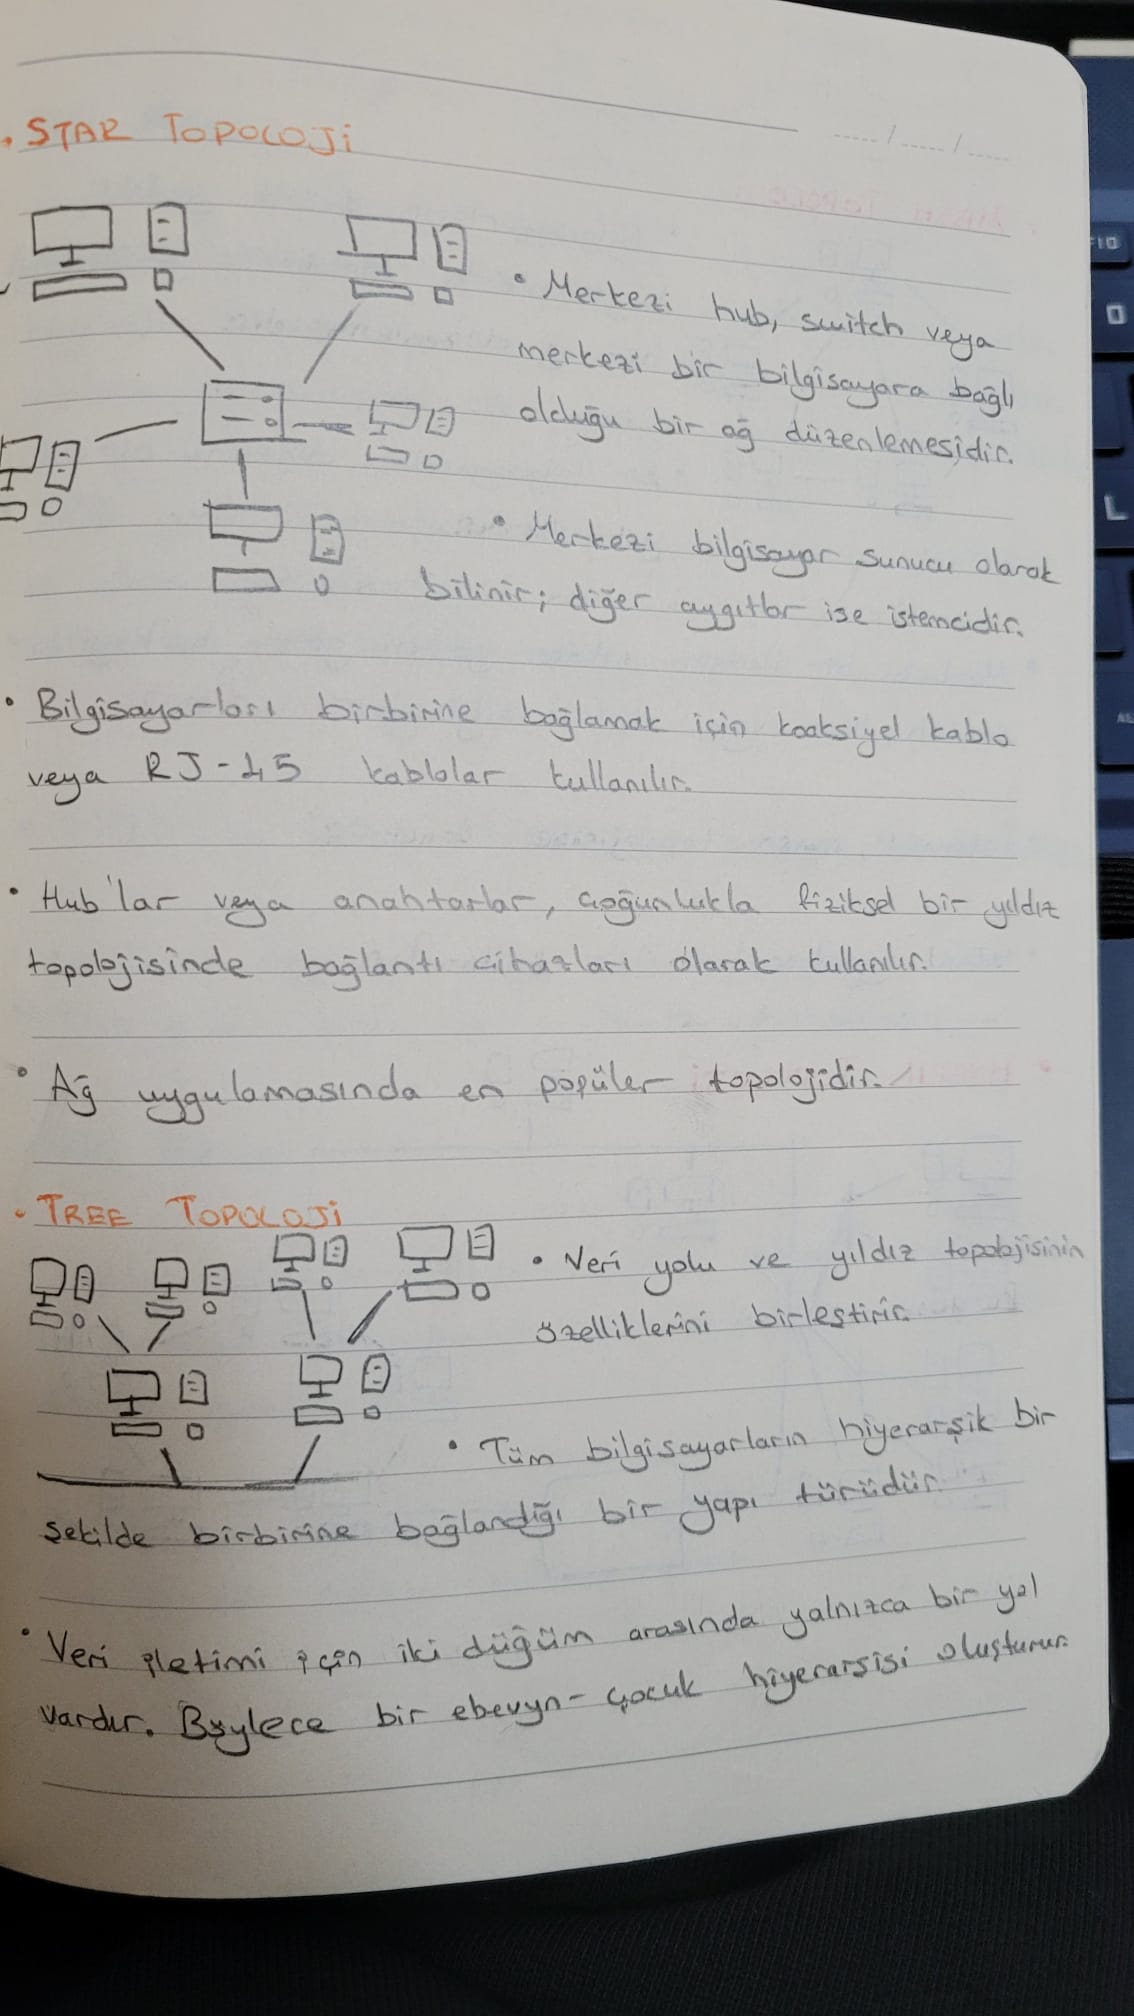 . STAR TOPOLOJİ
• Merkezi hub, switch veya
merkezi bir bilgisayara bağlı
olduğu bir ağ düzenlemesidir.
• Merkezi bilgisayar sunucu olarak
bilinir; diğer aygıtlar ise istemcidir.
• Bilgisayarları birbirine bağlamak için koaksiyel kablo
veya RJ-45 kablolar kullanılır.
• Hub'lar veya anahtarlar, çoğunlukla fiziksel bir yıldız
topolojisinde bağlantı cihazları olarak kullanılır.
• Ağ uygulamasında en popüler topolojidir.
• TREE TOPOLOJİ
• Veri yolu ve yıldız topolojisinin
özelliklerini birleştirir.
• Tüm bilgisayarların hiyerarşik bir
şekilde birbirine bağlandığı bir yapı türüdür.
• Veri iletimi için iki düğüm arasında yalnızca bir yol
vardır. Böylece bir ebevyn-çocuk hiyerarşisi oluşturur.
F10
L